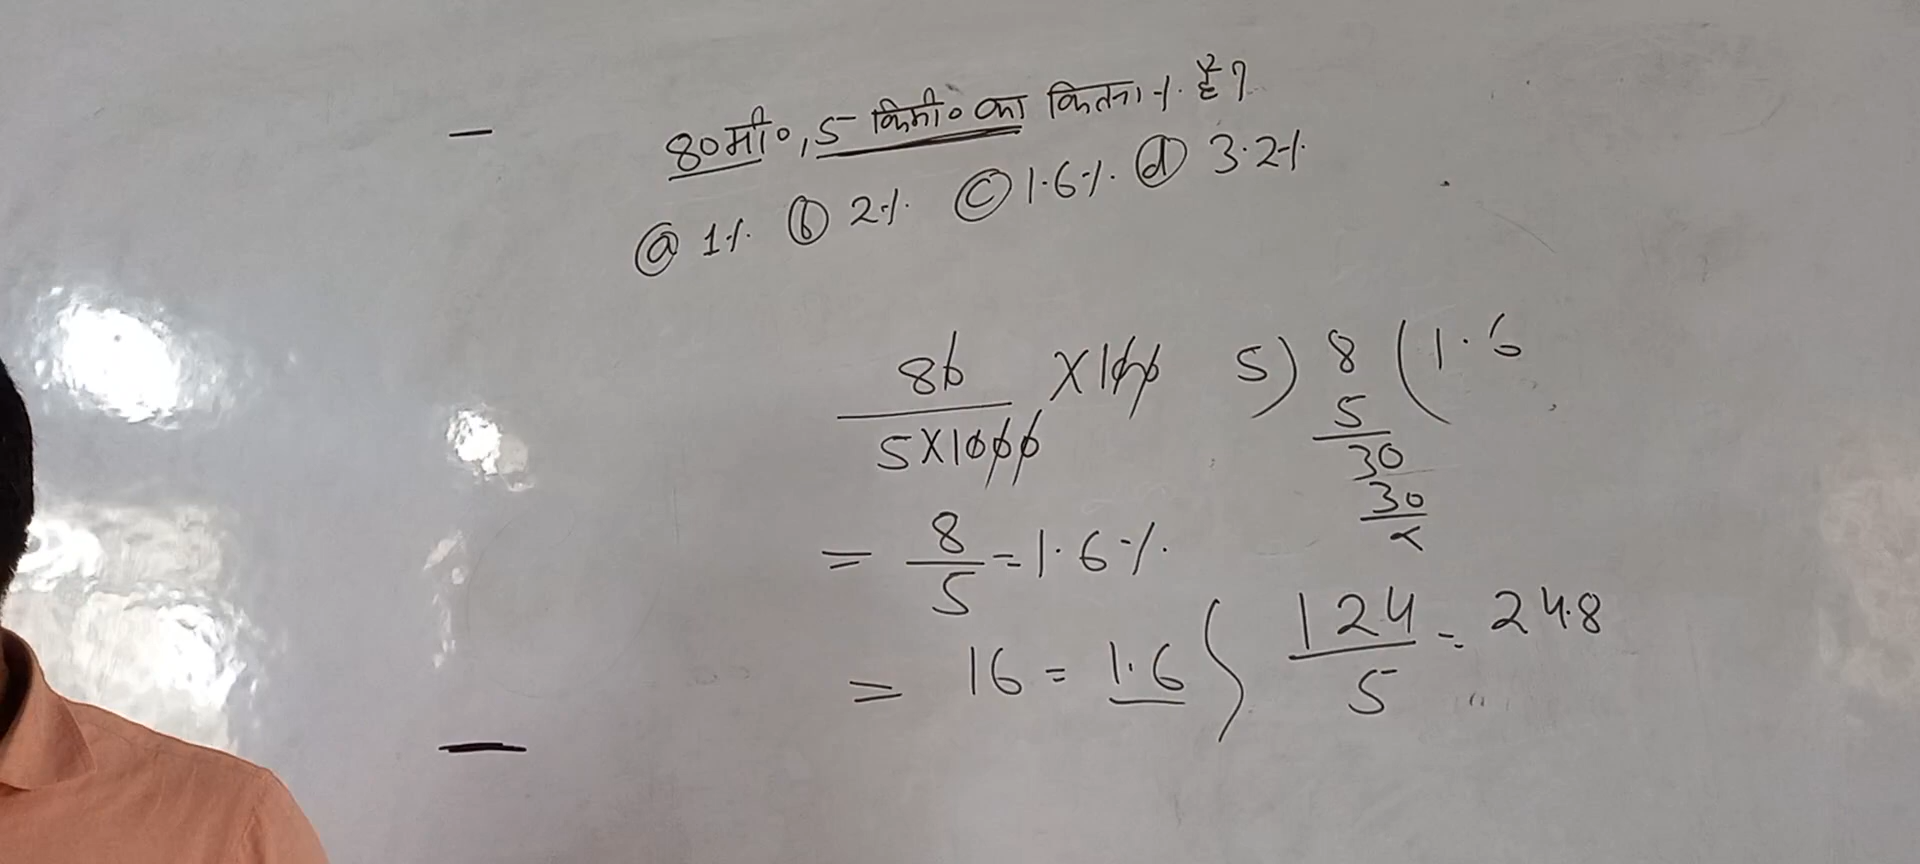 80मी०, 5 किमी० का कितना % है?
ⓐ 1% ⓑ 2% ⓒ 1.6% ⓓ 3.2%
80/5×1000 ×100
5) 8 (1.6
5
30
30
×
= 8/5 = 1.6%
= 16 = 1.6
124/5 = 24.8